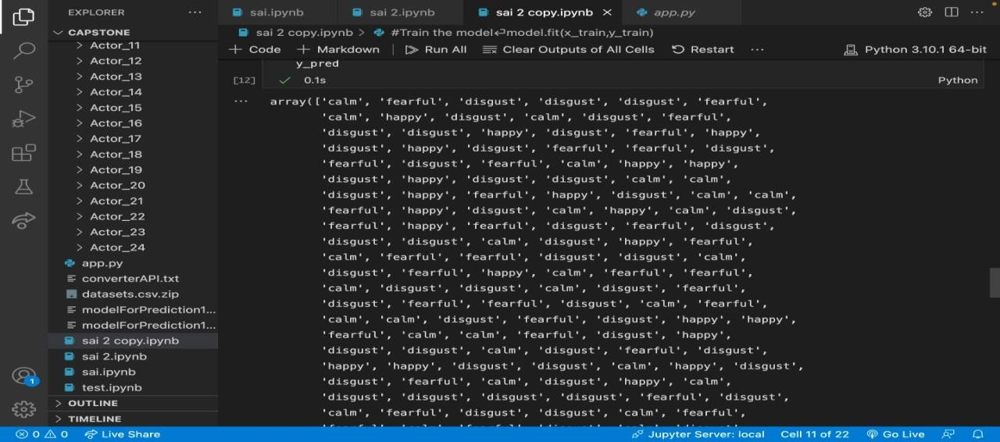 EXPLORER
sai.ipynb
sai 2.ipynb
sai 2 copy.ipynb
app.py
CAPSTONE
sai 2 copy.ipynb > #Train the model↵model.fit(x_train,y_train)
Code
Markdown
Run All
Clear Outputs of All Cells
Restart
Python 3.10.1 64-bit
Actor_11
Actor_12
Actor_13
Actor_14
Actor_15
Actor_16
Actor_17
Actor_18
Actor_19
Actor_20
Actor_21
Actor_22
Actor_23
Actor_24
app.py
converterAPI.txt
datasets.csv.zip
modelForPrediction1...
modelForPrediction1...
sai 2 copy.ipynb
sai 2.ipynb
sai.ipynb
test.ipynb
OUTLINE
TIMELINE
1
y_pred
[12]
0.1s
Python
array(['calm', 'fearful', 'disgust', 'disgust', 'disgust', 'fearful',
'calm', 'happy', 'disgust', 'calm', 'disgust', 'fearful',
'disgust', 'disgust', 'happy', 'disgust', 'fearful', 'happy',
'disgust', 'happy', 'disgust', 'fearful', 'fearful', 'disgust',
'fearful', 'disgust', 'fearful', 'calm', 'happy', 'happy',
'disgust', 'happy', 'disgust', 'disgust', 'calm', 'calm',
'disgust', 'happy', 'fearful', 'happy', 'disgust', 'calm', 'calm',
'fearful', 'happy', 'disgust', 'calm', 'happy', 'calm', 'disgust',
'fearful', 'happy', 'fearful', 'disgust', 'fearful', 'disgust',
'disgust', 'disgust', 'calm', 'disgust', 'happy', 'fearful',
'calm', 'fearful', 'fearful', 'disgust', 'disgust', 'calm',
'disgust', 'fearful', 'happy', 'calm', 'fearful', 'fearful',
'calm', 'disgust', 'disgust', 'calm', 'disgust', 'fearful',
'disgust', 'fearful', 'fearful', 'disgust', 'calm', 'fearful',
'calm', 'calm', 'disgust', 'fearful', 'disgust', 'happy', 'happy',
'fearful', 'calm', 'calm', 'fearful', 'disgust', 'happy',
'disgust', 'disgust', 'calm', 'disgust', 'fearful', 'disgust',
'happy', 'happy', 'disgust', 'disgust', 'calm', 'happy', 'disgust',
'disgust', 'fearful', 'calm', 'disgust', 'happy', 'calm',
'disgust', 'disgust', 'disgust', 'disgust', 'fearful', 'disgust',
'calm', 'fearful', 'disgust', 'disgust', 'calm', 'fearful',
0
0
Live Share
Jupyter Server: local
Cell 11 of 22
Go Live